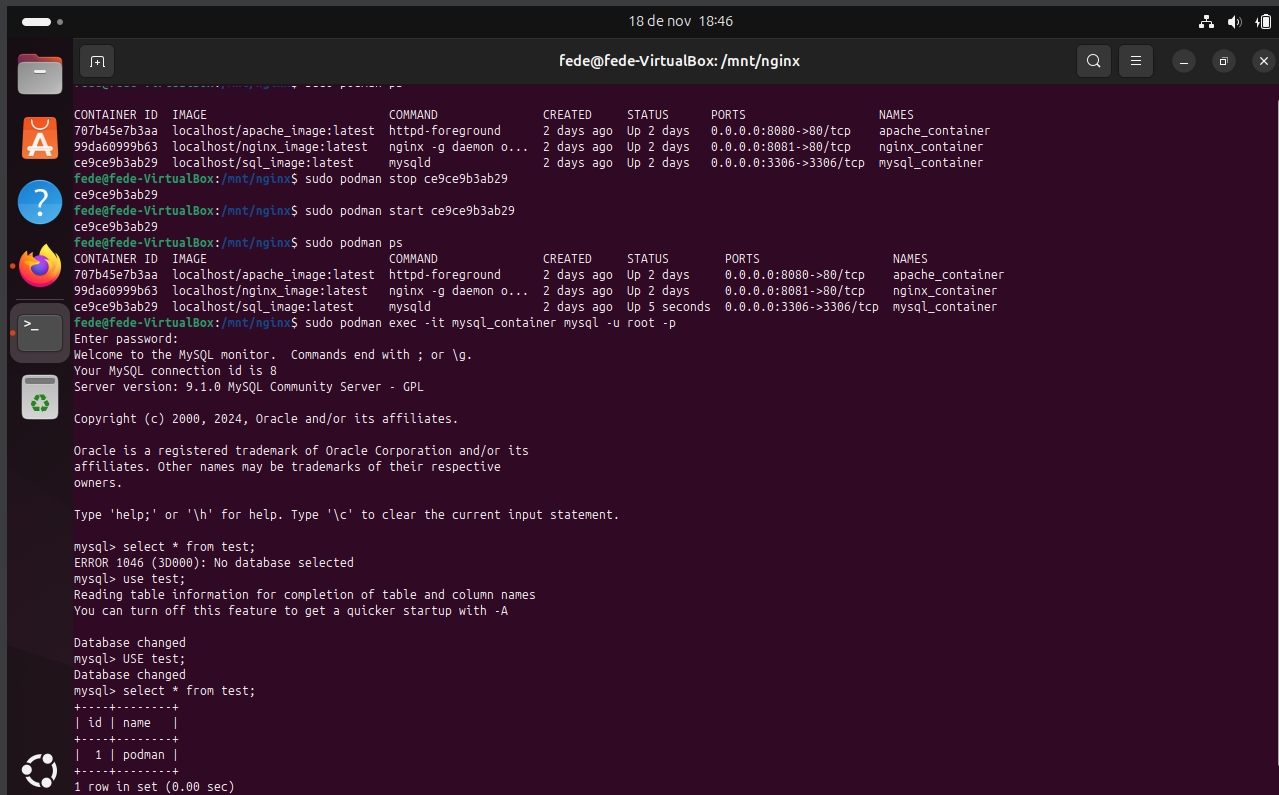 18 de nov 18:46
fede@fede-VirtualBox: /mnt/nginx
fede@fede-VirtualBox:/mnt/nginx$ sudo podman ps
CONTAINER ID  IMAGE                          COMMAND               CREATED     STATUS      PORTS                   NAMES
707b45e7b3aa  localhost/apache_image:latest  httpd-foreground      2 days ago  Up 2 days   0.0.0.0:8080->80/tcp    apache_container
99da60999b63  localhost/nginx_image:latest   nginx -g daemon o...  2 days ago  Up 2 days   0.0.0.0:8081->80/tcp    nginx_container
ce9ce9b3ab29  localhost/sql_image:latest     mysqld                2 days ago  Up 2 days   0.0.0.0:3306->3306/tcp  mysql_container
fede@fede-VirtualBox:/mnt/nginx$ sudo podman stop ce9ce9b3ab29
ce9ce9b3ab29
fede@fede-VirtualBox:/mnt/nginx$ sudo podman start ce9ce9b3ab29
ce9ce9b3ab29
fede@fede-VirtualBox:/mnt/nginx$ sudo podman ps
CONTAINER ID  IMAGE                          COMMAND               CREATED     STATUS        PORTS                   NAMES
707b45e7b3aa  localhost/apache_image:latest  httpd-foreground      2 days ago  Up 2 days     0.0.0.0:8080->80/tcp    apache_container
99da60999b63  localhost/nginx_image:latest   nginx -g daemon o...  2 days ago  Up 2 days     0.0.0.0:8081->80/tcp    nginx_container
ce9ce9b3ab29  localhost/sql_image:latest     mysqld                2 days ago  Up 5 seconds  0.0.0.0:3306->3306/tcp  mysql_container
fede@fede-VirtualBox:/mnt/nginx$ sudo podman exec -it mysql_container mysql -u root -p
Enter password:
Welcome to the MySQL monitor.  Commands end with ; or \g.
Your MySQL connection id is 8
Server version: 9.1.0 MySQL Community Server - GPL
Copyright (c) 2000, 2024, Oracle and/or its affiliates.
Oracle is a registered trademark of Oracle Corporation and/or its
affiliates. Other names may be trademarks of their respective
owners.
Type 'help;' or '\h' for help. Type '\c' to clear the current input statement.
mysql> select * from test;
ERROR 1046 (3D000): No database selected
mysql> use test;
Reading table information for completion of table and column names
You can turn off this feature to get a quicker startup with -A
Database changed
mysql> USE test;
Database changed
mysql> select * from test;
+----+--------+
| id | name   |
+----+--------+
|  1 | podman |
+----+--------+
1 row in set (0.00 sec)